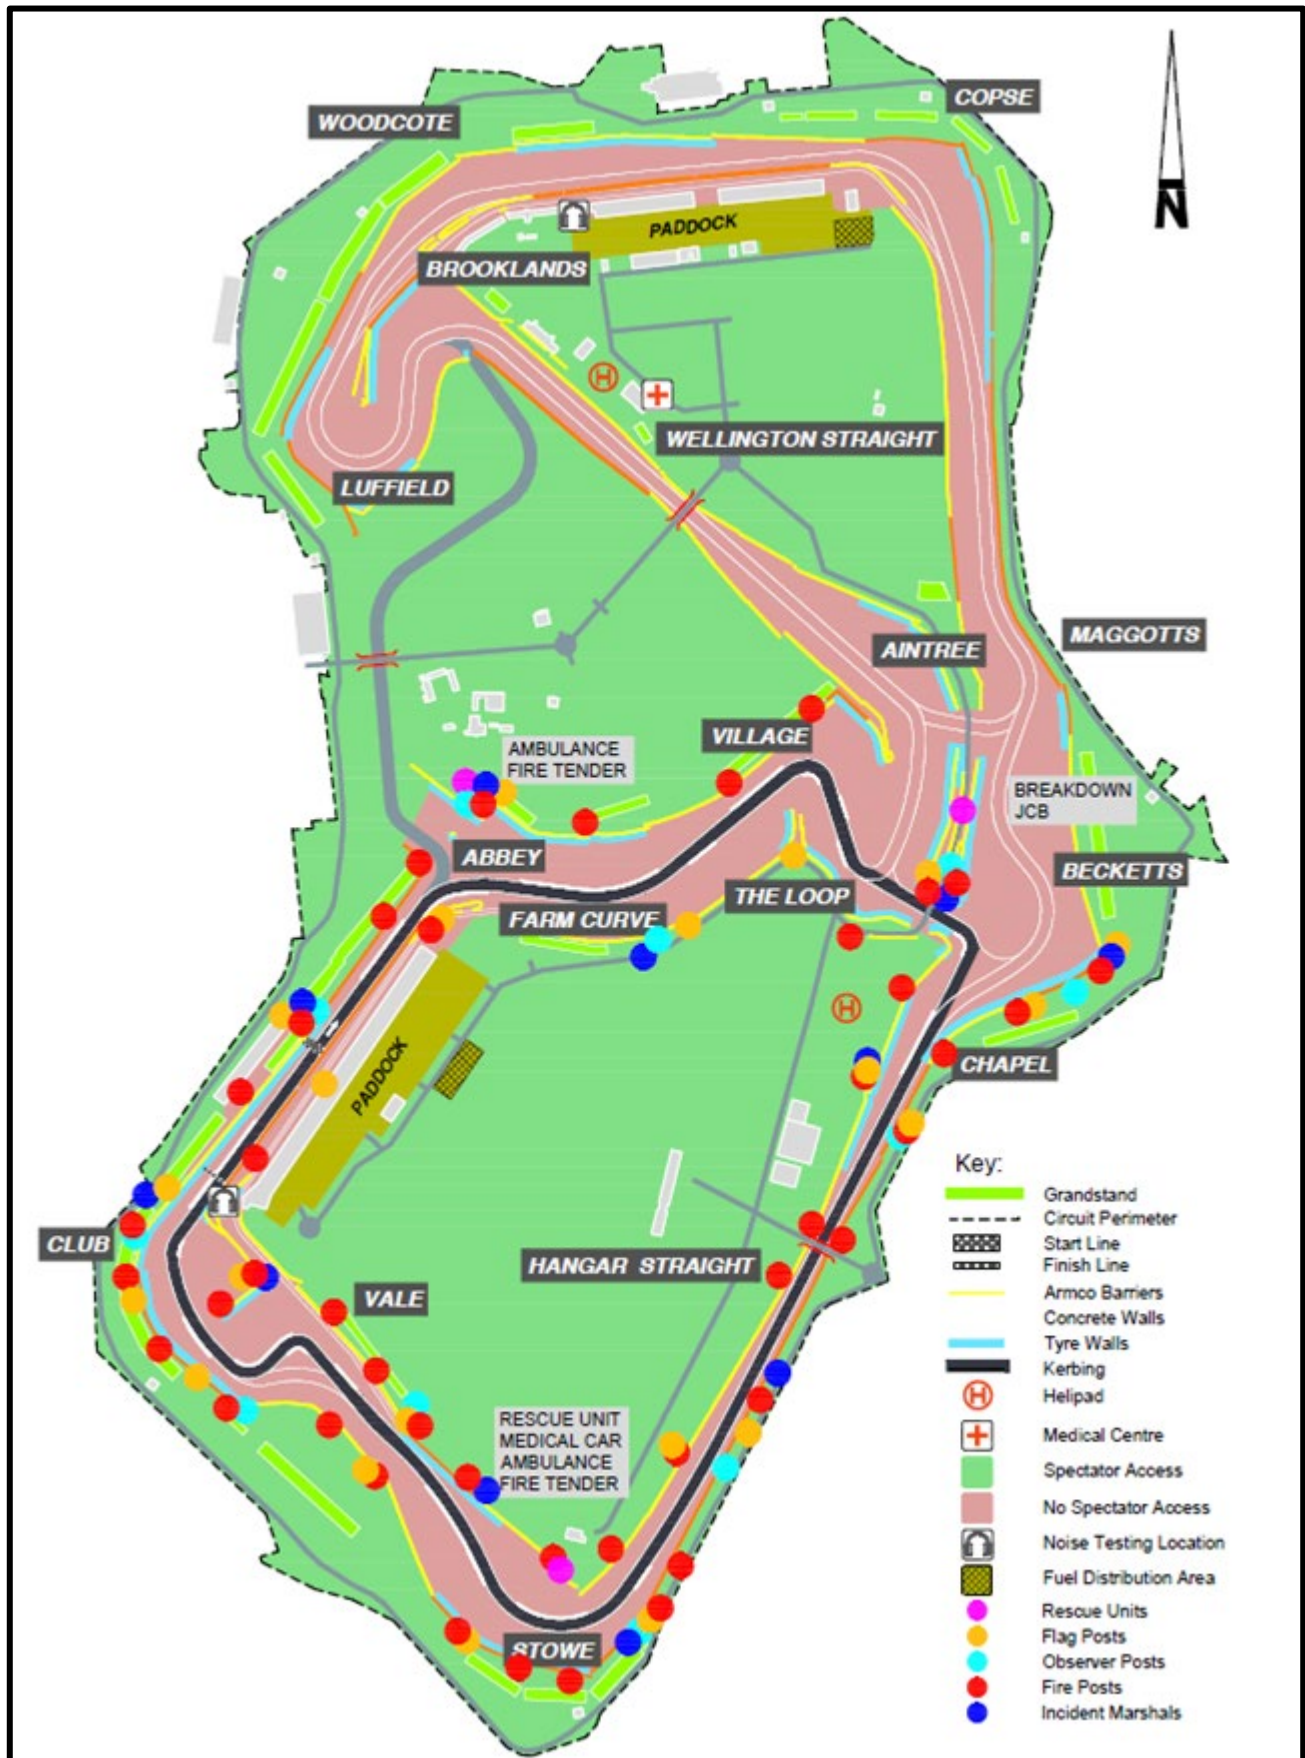 COPSE
WOODCOTE
N
PADDOCK
BROOKLANDS
H
WELLINGTON STRAIGHT
LUFFIELD
MAGGOTTS
AINTREE
VILLAGE
AMBULANCE
FIRE TENDER
BREAKDOWN
JCB
ABBEY
BECKETTS
THE LOOP
FARM CURVE
H
PADDOCK
CHAPEL
CLUB
HANGAR STRAIGHT
VALE
RESCUE UNIT
MEDICAL CAR
AMBULANCE
FIRE TENDER
STOWE
Key:
Grandstand
Circuit Perimeter
Start Line
Finish Line
Armco Barriers
Concrete Walls
Tyre Walls
Kerbing
H Helipad
Medical Centre
Spectator Access
No Spectator Access
Noise Testing Location
Fuel Distribution Area
Rescue Units
Flag Posts
Observer Posts
Fire Posts
Incident Marshals